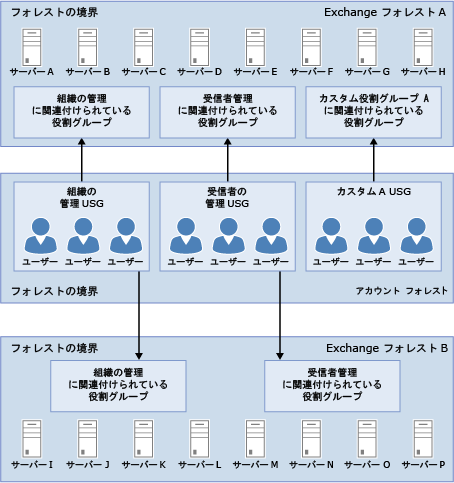 フォレストの境界
Exchange フォレスト A
サーバー A サーバー B サーバー C サーバー D サーバー E サーバー F サーバー G サーバー H
組織の管理
に関連付けられている
役割グループ
受信者管理
に関連付けられている
役割グループ
カスタム役割グループ A
に関連付けられている
役割グループ
組織の
管理 USG
ユーザー ユーザー ユーザー
受信者の
管理 USG
ユーザー ユーザー ユーザー
カスタム A USG
ユーザー ユーザー ユーザー
フォレストの境界
アカウント フォレスト
フォレストの境界
Exchange フォレスト B
組織の管理
に関連付けられている
役割グループ
受信者管理
に関連付けられている
役割グループ
サーバー I サーバー J サーバー K サーバー L サーバー M サーバー N サーバー O サーバー P